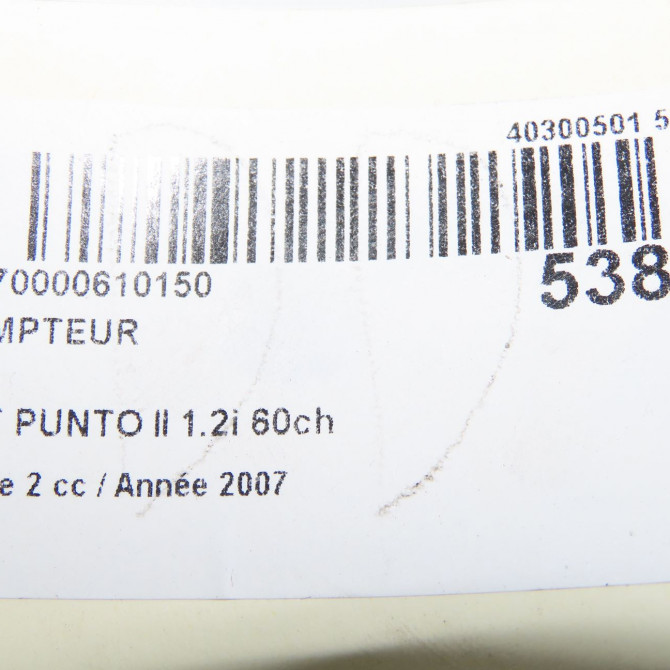 40300501 5
70000610150
538
MPTEUR
T PUNTO II 1.2i 60ch
e 2 cc / Année 2007